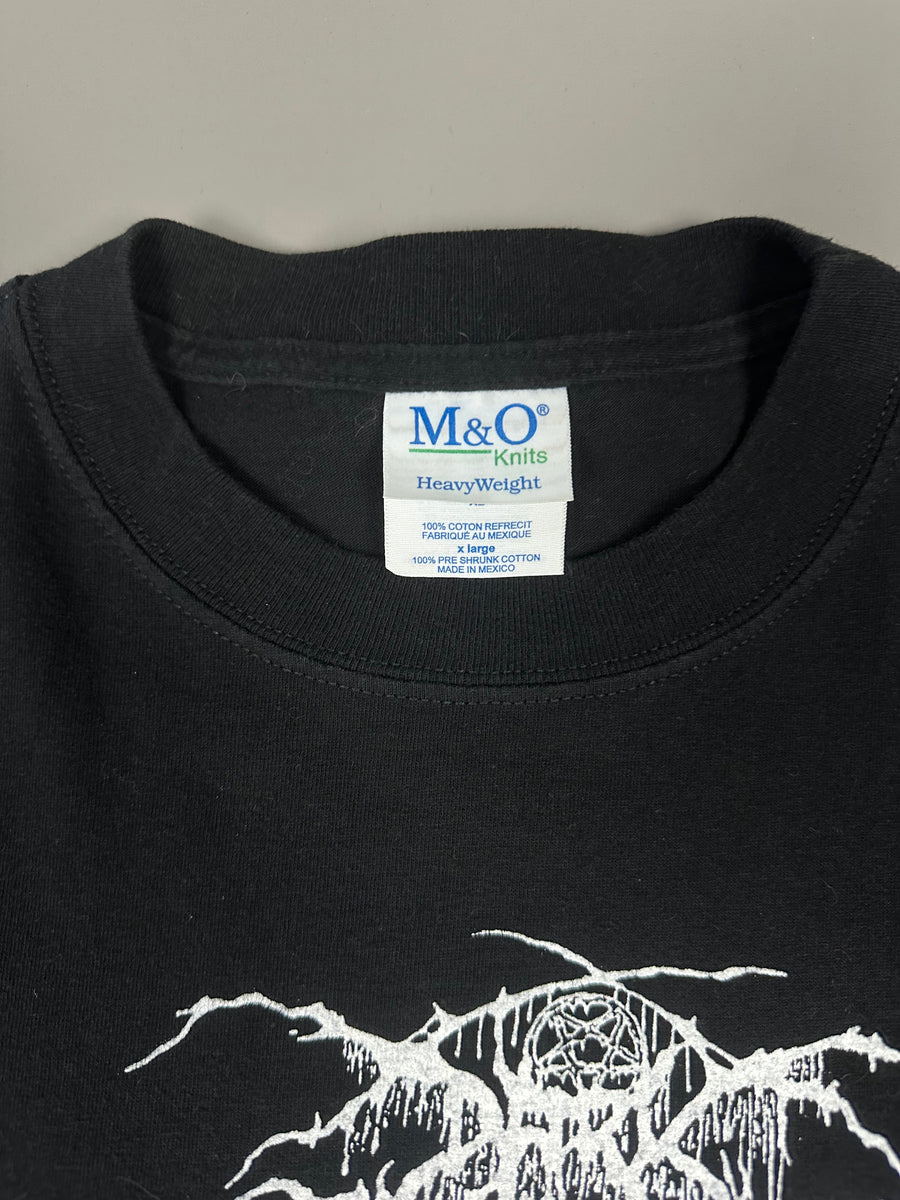 M&O®
Knits
HeavyWeight
100% COTON REFRECIT
FABRIQUÉ AU MEXIQUE
x large
100% PRE SHRUNK COTTON
MADE IN MEXICO